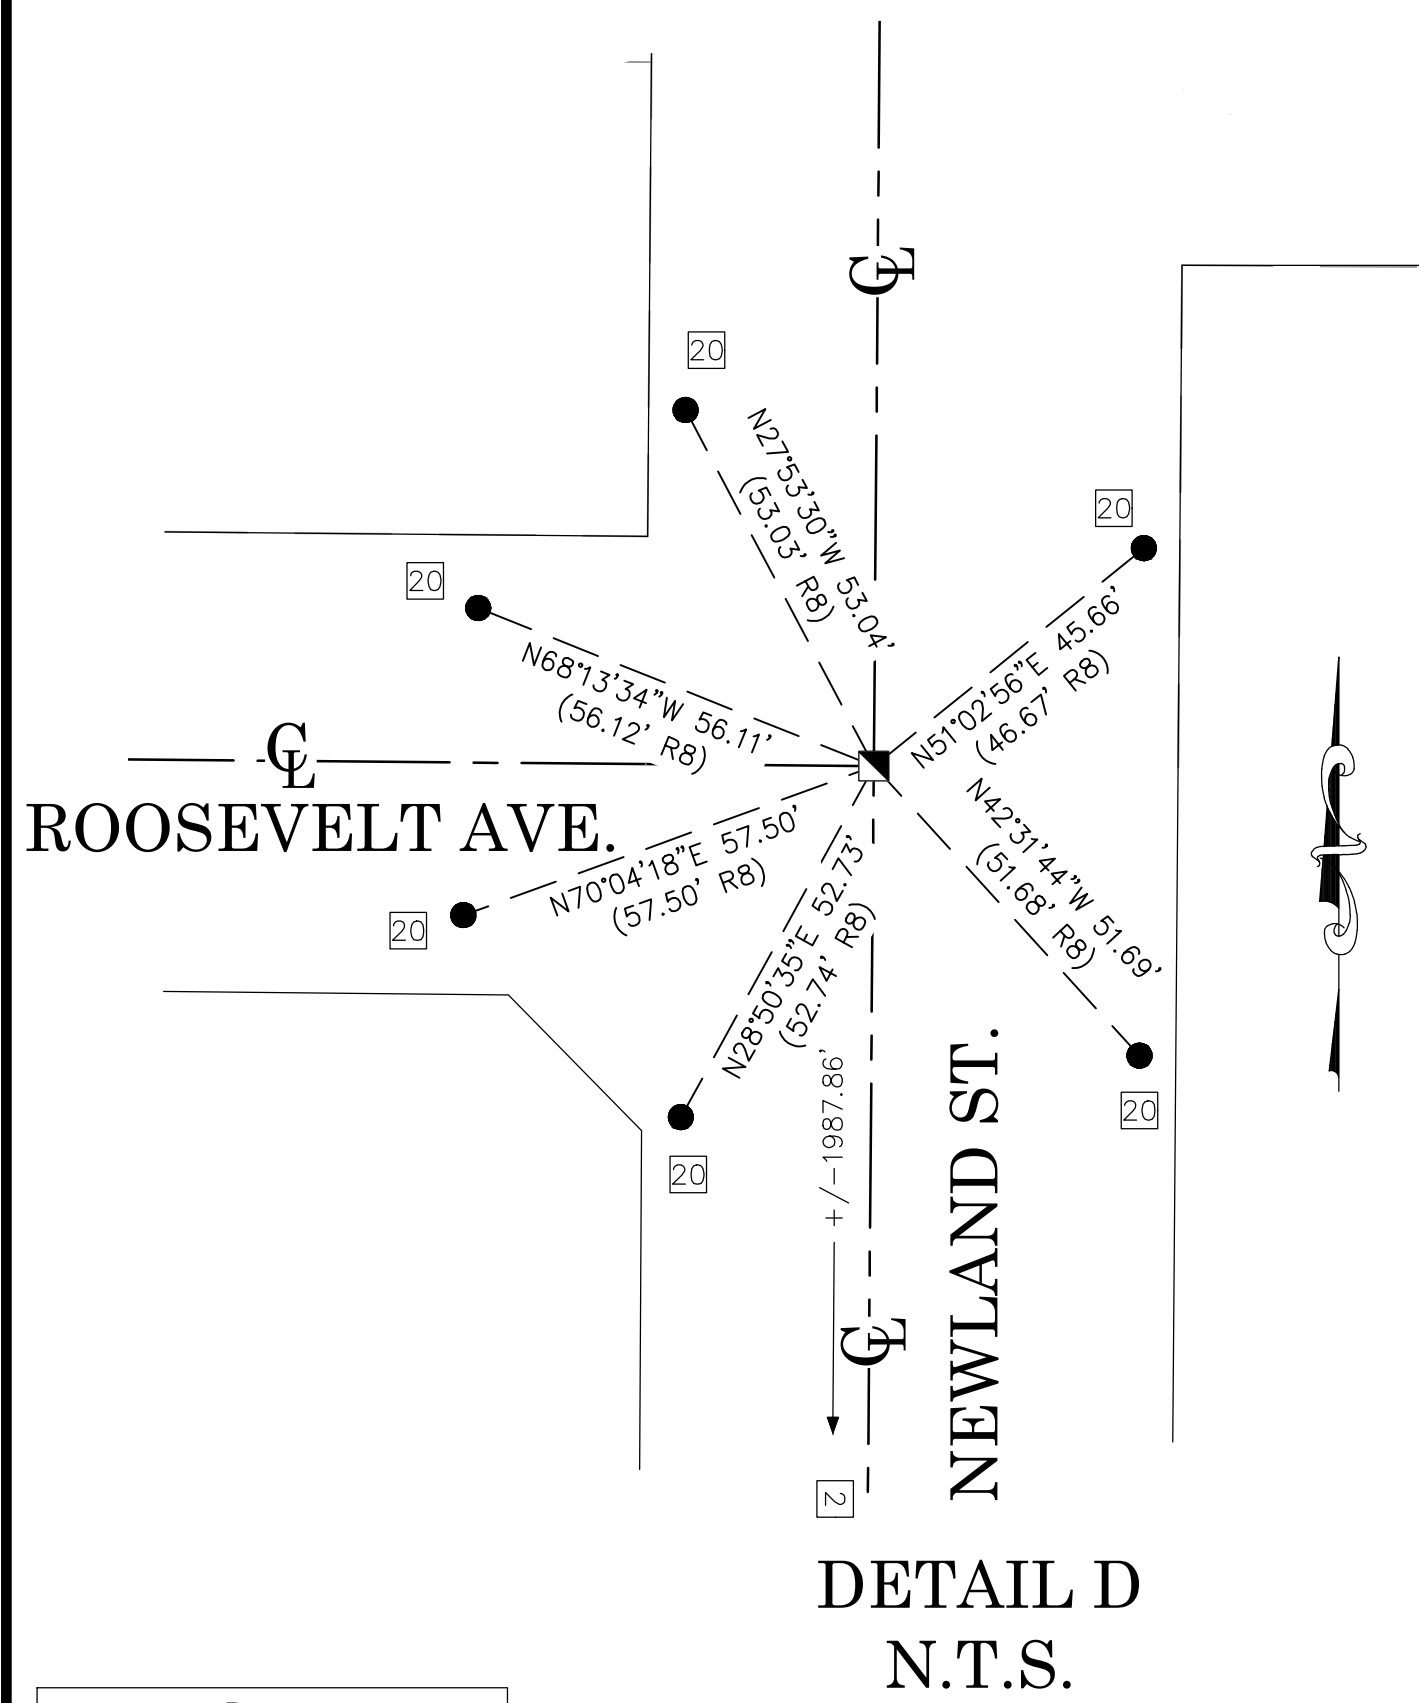 ℄
20
N27°53'30"W 53.04'
(53.03' R8)
20
N51°02'56"E 45.66'
(46.67' R8)
20
N68°13'34"W 56.11'
(56.12' R8)
℄
ROOSEVELT AVE.
N70°04'18"E 57.50'
(57.50' R8)
20
N28°50'35"E 52.73'
(52.74' R8)
20
N42°31'44"W 51.69'
(51.68' R8)
20
+/-1987.86'
2
℄
NEWLAND ST.
DETAIL D
N.T.S.